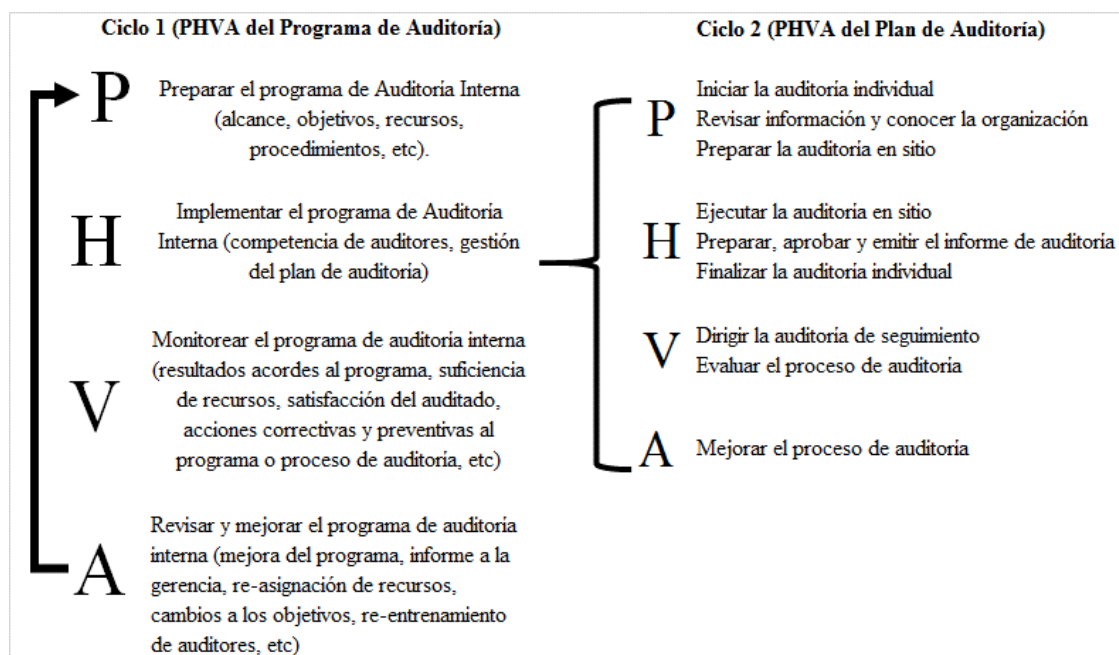 Ciclo 1 (PHVA del Programa de Auditoría)
P
Preparar el programa de Auditoría Interna
(alcance, objetivos, recursos,
procedimientos, etc).
H
Implementar el programa de Auditoría
Interna (competencia de auditores, gestión
del plan de auditoría)
V
Monitorear el programa de auditoría interna
(resultados acordes al programa, suficiencia
de recursos, satisfacción del auditado,
acciones correctivas y preventivas al
programa o proceso de auditoría, etc)
A
Revisar y mejorar el programa de auditoría
interna (mejora del programa, informe a la
gerencia, re-asignación de recursos,
cambios a los objetivos, re-entrenamiento
de auditores, etc)
Ciclo 2 (PHVA del Plan de Auditoría)
P
Iniciar la auditoría individual
Revisar información y conocer la organización
Preparar la auditoría en sitio
H
Ejecutar la auditoría en sitio
Preparar, aprobar y emitir el informe de auditoría
Finalizar la auditoría individual
V
Dirigir la auditoría de seguimiento
Evaluar el proceso de auditoría
A
Mejorar el proceso de auditoría